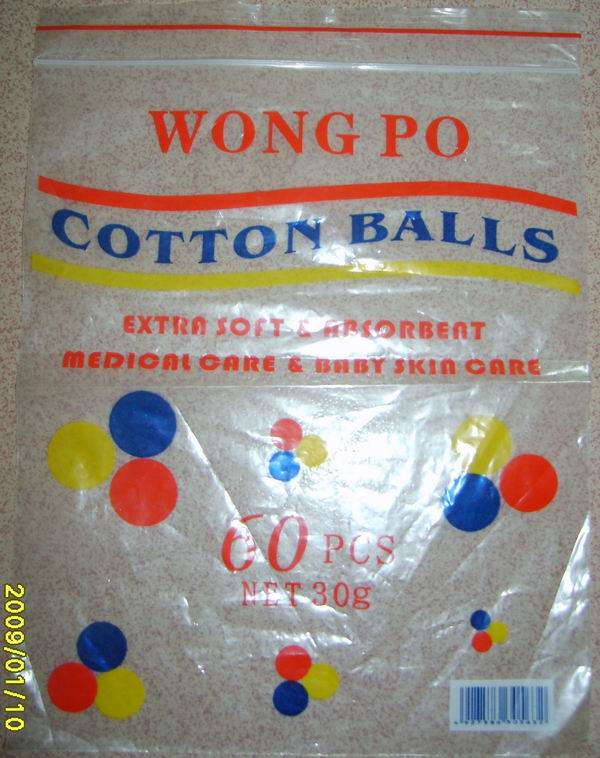 WONG PO
COTTON BALLS
EXTRA SOFT & ABSORBENT
MEDICAL CARE & BABY SKIN CARE
60 PCS
NET 30g
2009/01/10